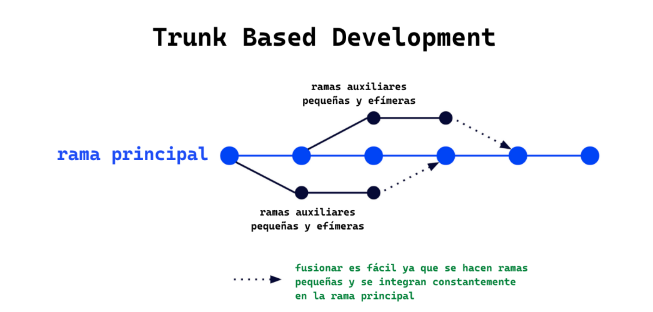 Trunk Based Development
ramas auxiliares
pequeñas y efímeras
rama principal
ramas auxiliares
pequeñas y efímeras
fusionar es fácil ya que se hacen ramas
pequeñas y se integran constantemente
en la rama principal